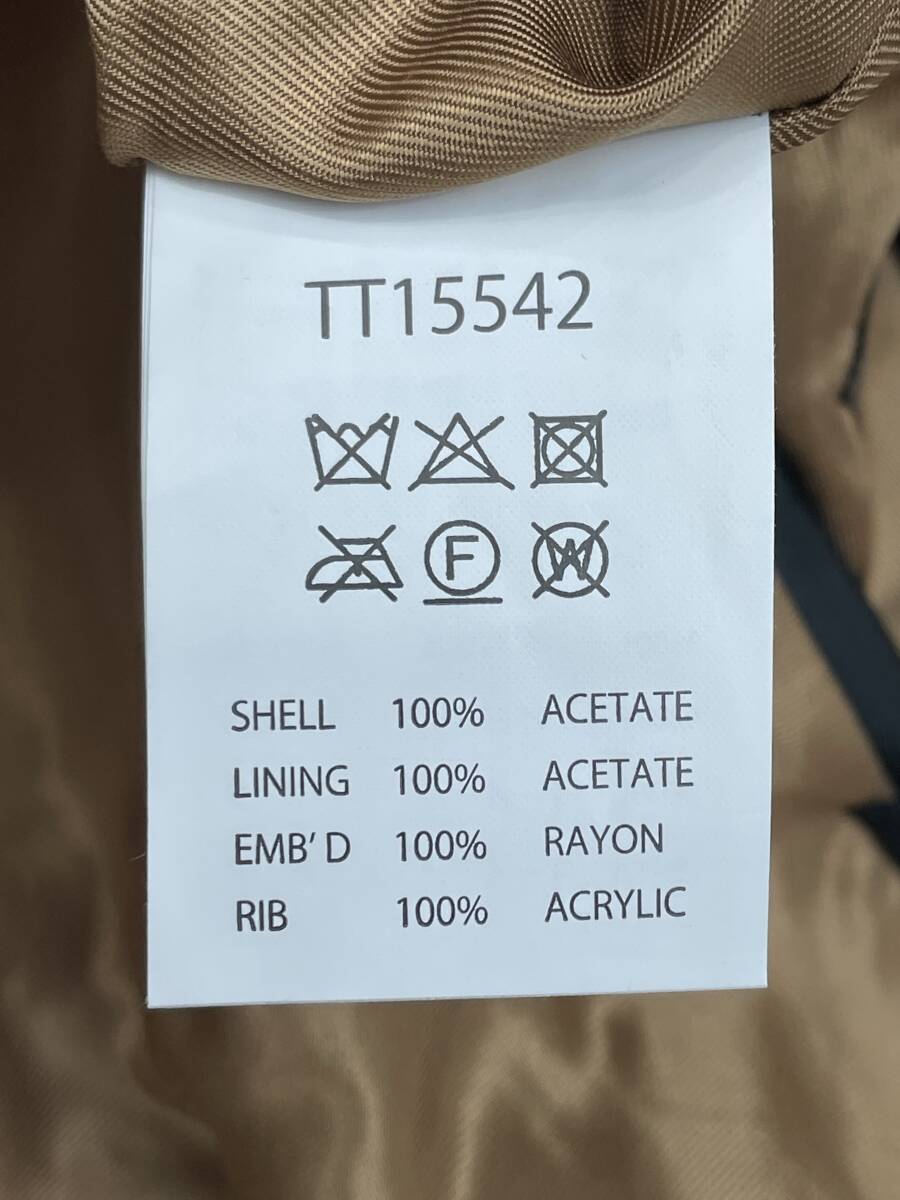 TT15542
F W
SHELL 100% ACETATE
LINING 100% ACETATE
EMB'D 100% RAYON
RIB 100% ACRYLIC